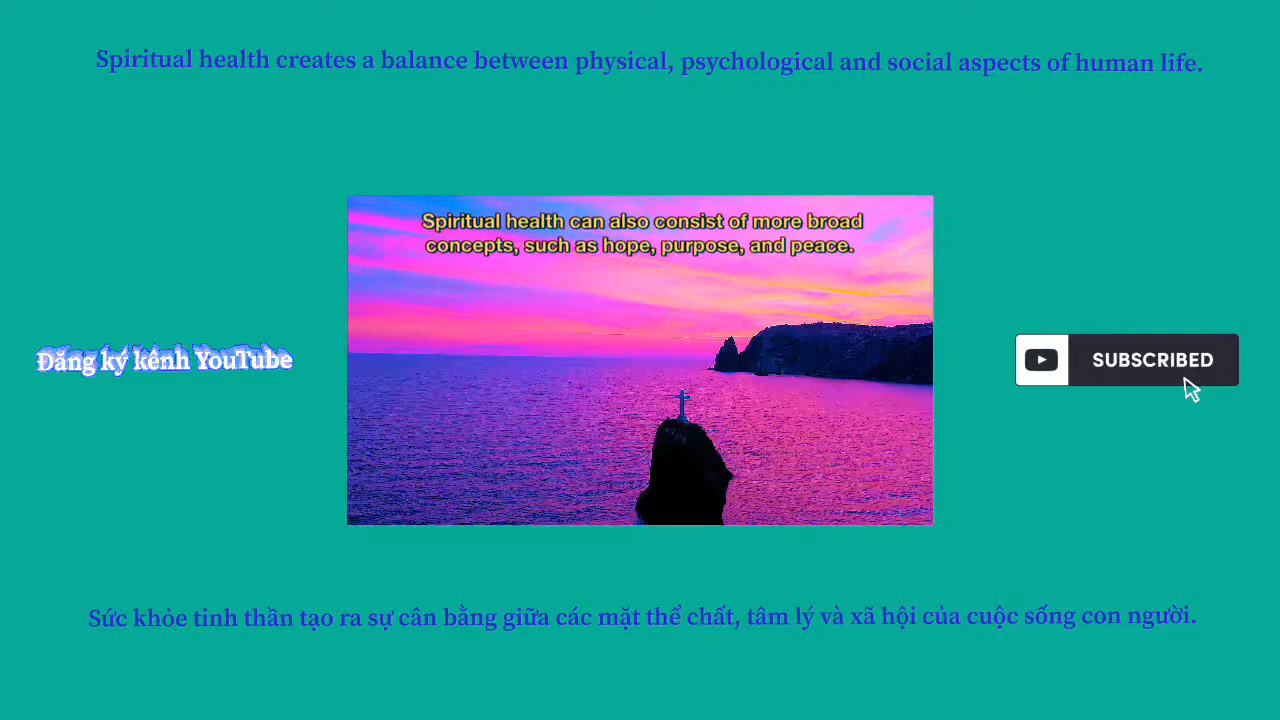 Spiritual health creates a balance between physical, psychological and social aspects of human life.
Spiritual health can also consist of more broad
concepts, such as hope, purpose, and peace.
Đăng ký kênh YouTube
SUBSCRIBED
Sức khỏe tinh thần tạo ra sự cân bằng giữa các mặt thể chất, tâm lý và xã hội của cuộc sống con người.